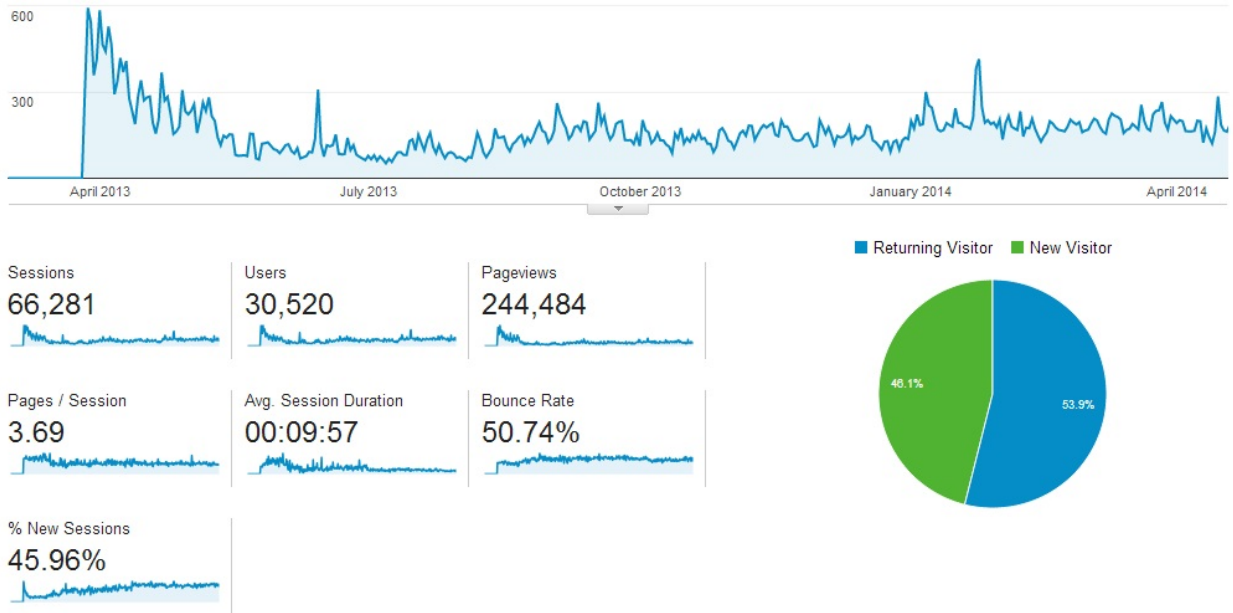 600
300
April 2013
July 2013
October 2013
January 2014
April 2014
Returning Visitor
New Visitor
Sessions
66,281
Users
30,520
Pageviews
244,484
46.1%
53.9%
Pages / Session
3.69
Avg. Session Duration
00:09:57
Bounce Rate
50.74%
% New Sessions
45.96%